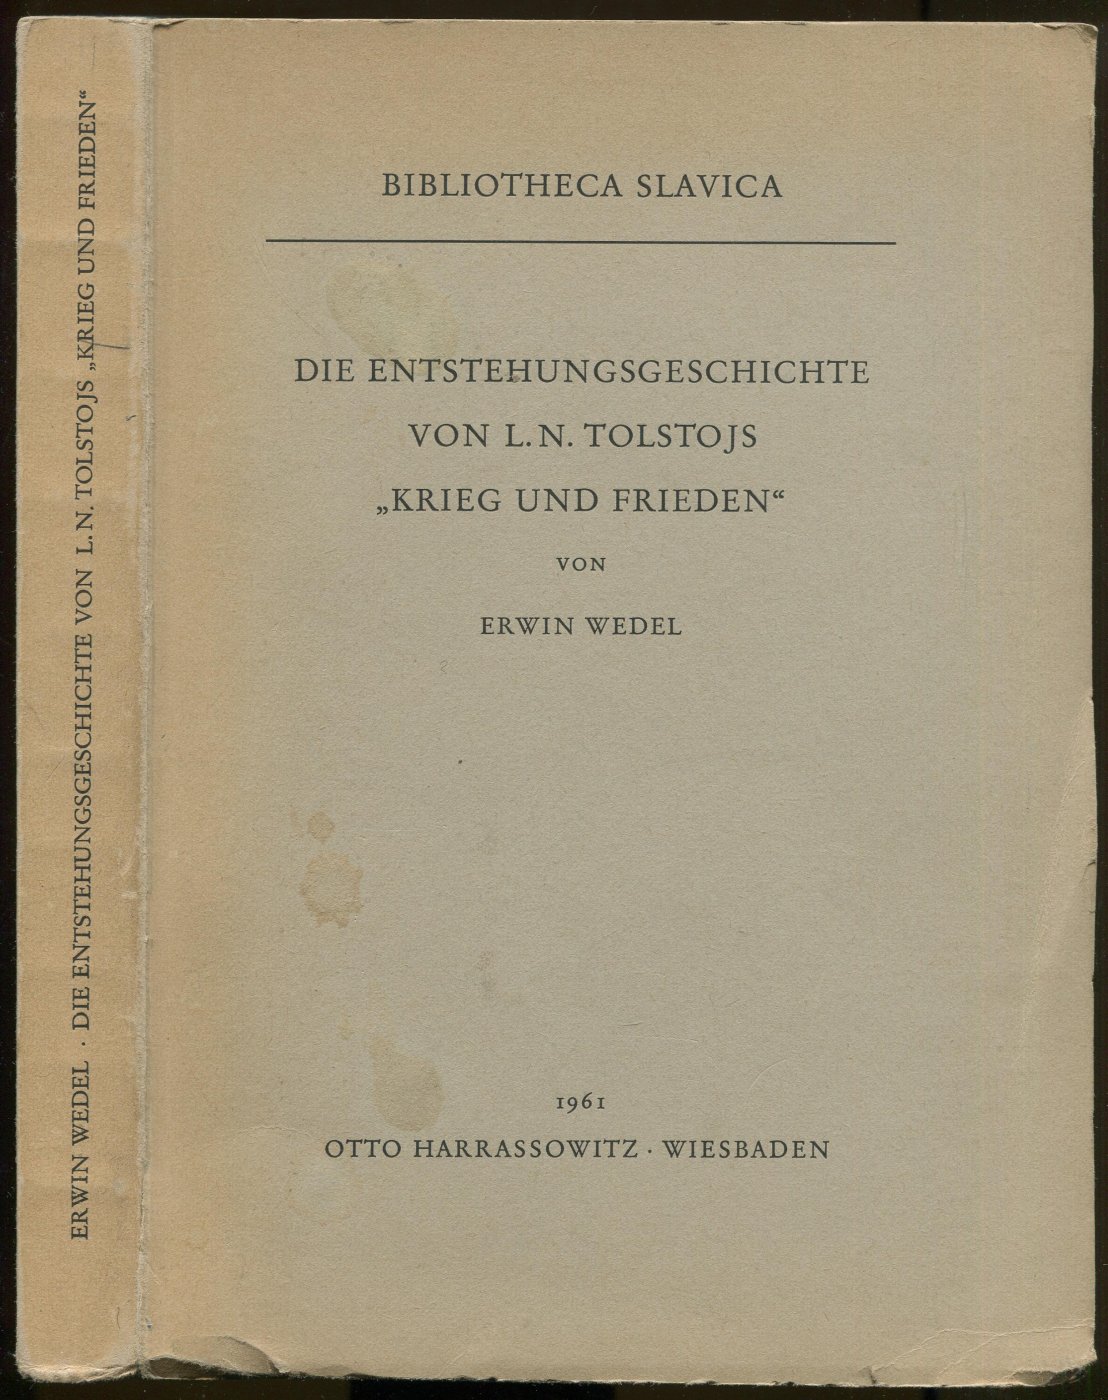 ERWIN WEDEL · DIE ENTSTEHUNGSGESCHICHTE VON L. N. TOLSTOJS „KRIEG UND FRIEDEN“
BIBLIOTHECA SLAVICA
DIE ENTSTEHUNGSGESCHICHTE
VON L. N. TOLSTOJS
„KRIEG UND FRIEDEN“
VON
ERWIN WEDEL
1961
OTTO HARRASSOWITZ · WIESBADEN